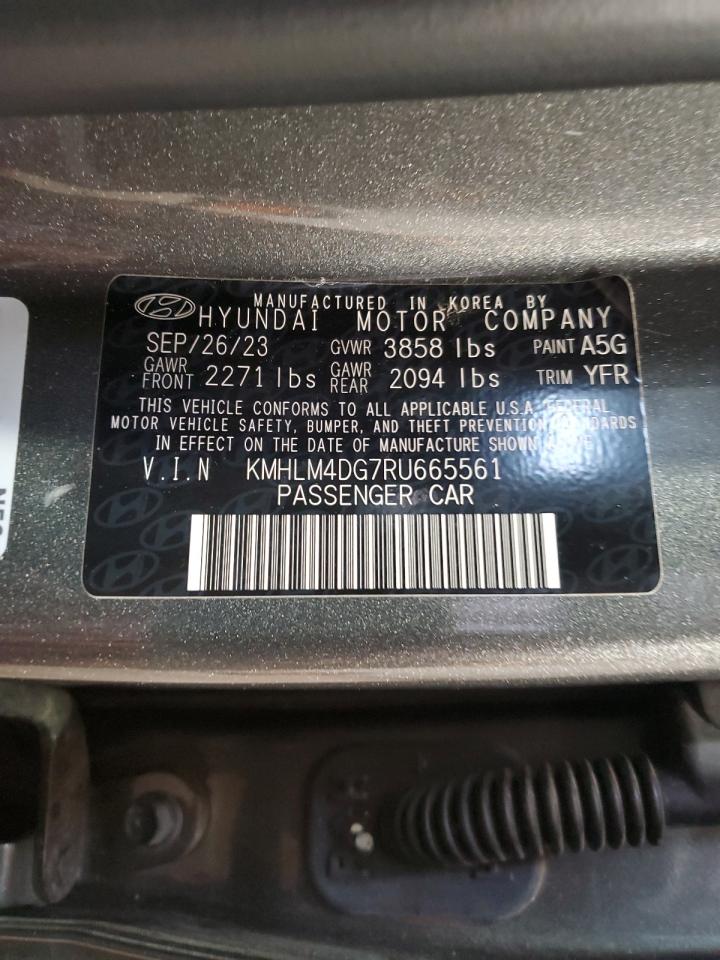 MANUFACTURED IN KOREA BY
HYUNDAI MOTOR COMPANY
SEP/26/23 GVWR 3858 lbs PAINT A5G
GAWR FRONT 2271 lbs GAWR REAR 2094 lbs TRIM YFR
THIS VEHICLE CONFORMS TO ALL APPLICABLE U.S.A. FEDERAL
MOTOR VEHICLE SAFETY, BUMPER, AND THEFT PREVENTION STANDARDS
IN EFFECT ON THE DATE OF MANUFACTURE SHOWN ABOVE
V.I.N KMHLM4DG7RU665561
PASSENGER CAR